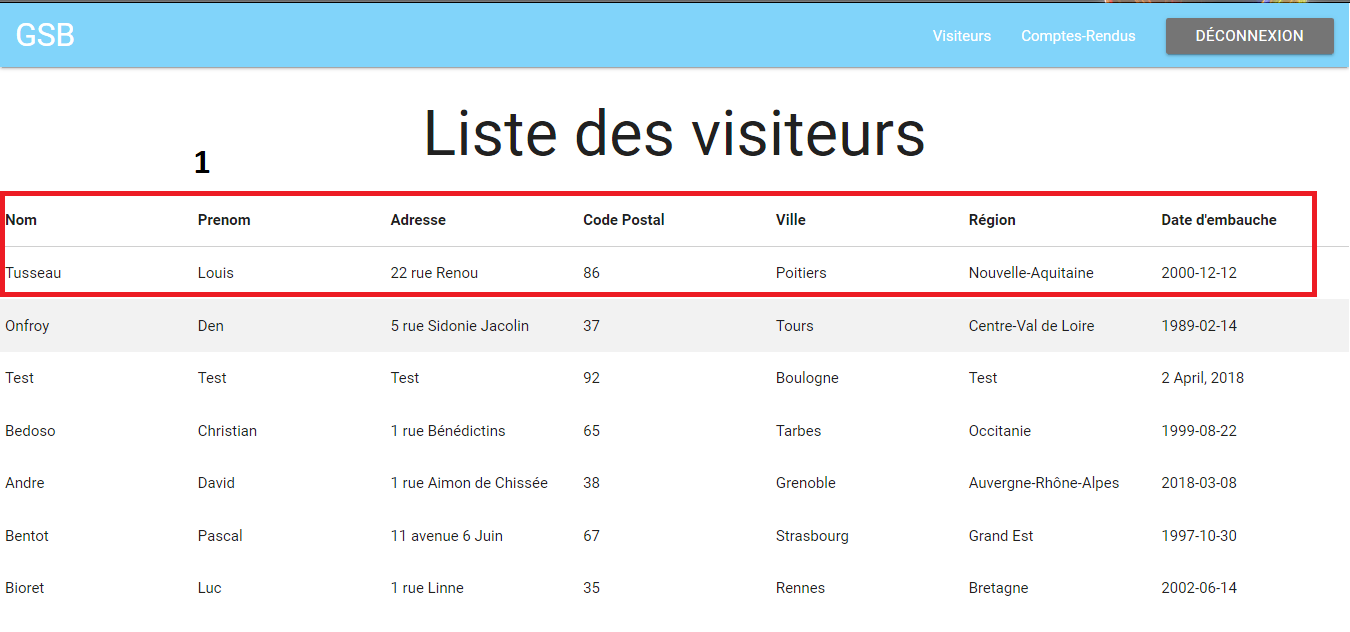 GSB Visiteurs Comptes-Rendus DÉCONNEXION
Liste des visiteurs
1
Nom Prenom Adresse Code Postal Ville Région Date d'embauche
Tusseau Louis 22 rue Renou 86 Poitiers Nouvelle-Aquitaine 2000-12-12
Onfroy Den 5 rue Sidonie Jacolin 37 Tours Centre-Val de Loire 1989-02-14
Test Test Test 92 Boulogne Test 2 April, 2018
Bedoso Christian 1 rue Bénédictins 65 Tarbes Occitanie 1999-08-22
Andre David 1 rue Aimon de Chissée 38 Grenoble Auvergne-Rhône-Alpes 2018-03-08
Bentot Pascal 11 avenue 6 Juin 67 Strasbourg Grand Est 1997-10-30
Bioret Luc 1 rue Linne 35 Rennes Bretagne 2002-06-14